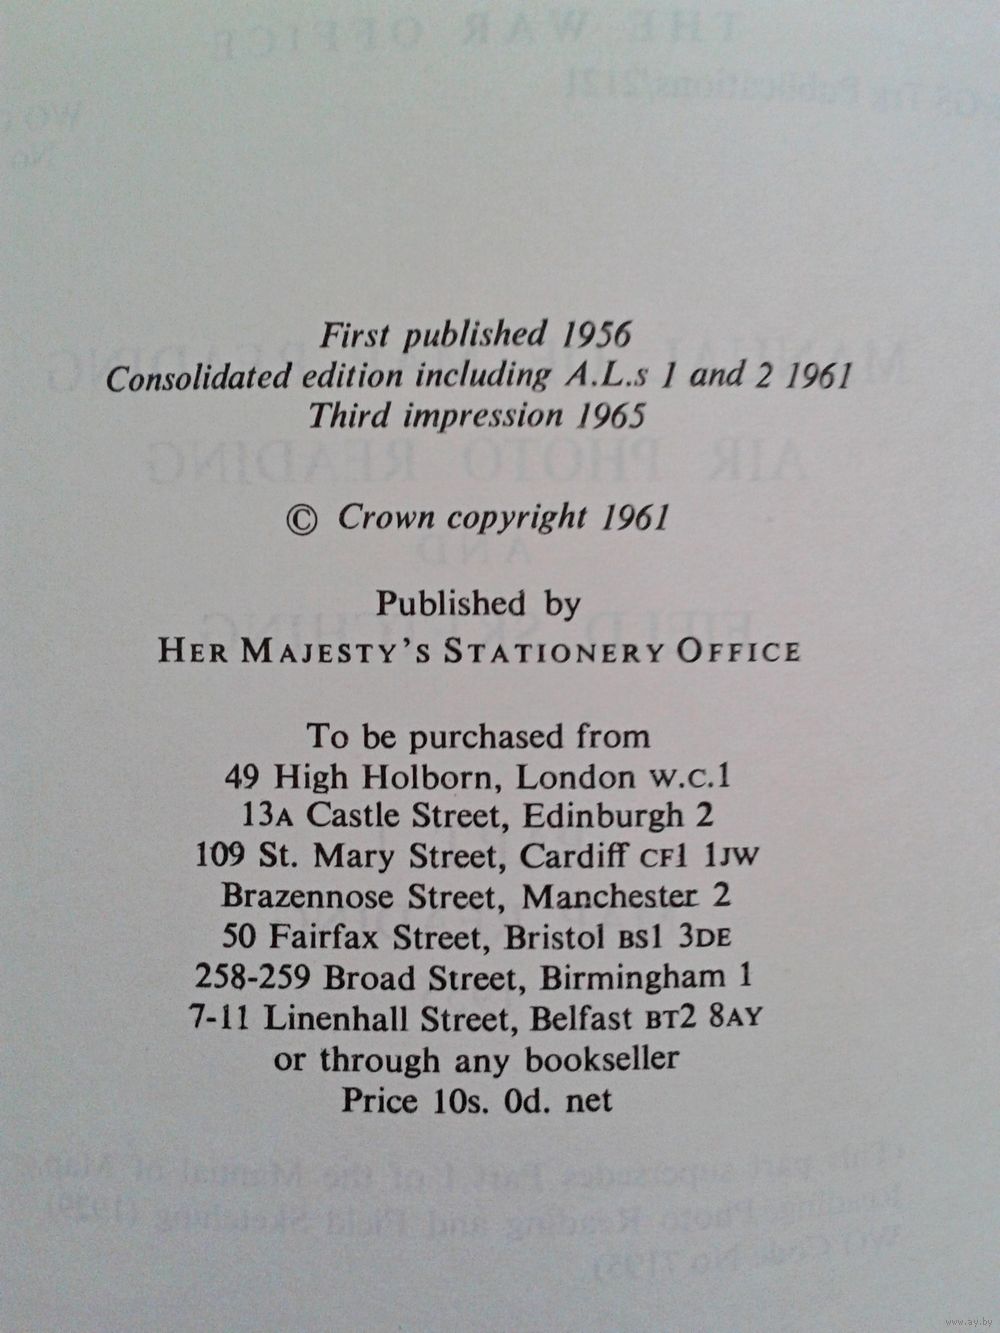 First published 1956
Consolidated edition including A.L.s 1 and 2 1961
Third impression 1965
© Crown copyright 1961
Published by
HER MAJESTY'S STATIONERY OFFICE
To be purchased from
49 High Holborn, London W.C.1
13A Castle Street, Edinburgh 2
109 St. Mary Street, Cardiff CF1 1JW
Brazennose Street, Manchester 2
50 Fairfax Street, Bristol BS1 3DE
258-259 Broad Street, Birmingham 1
7-11 Linenhall Street, Belfast BT2 8AY
or through any bookseller
Price 10s. 0d. net
www.ay.by